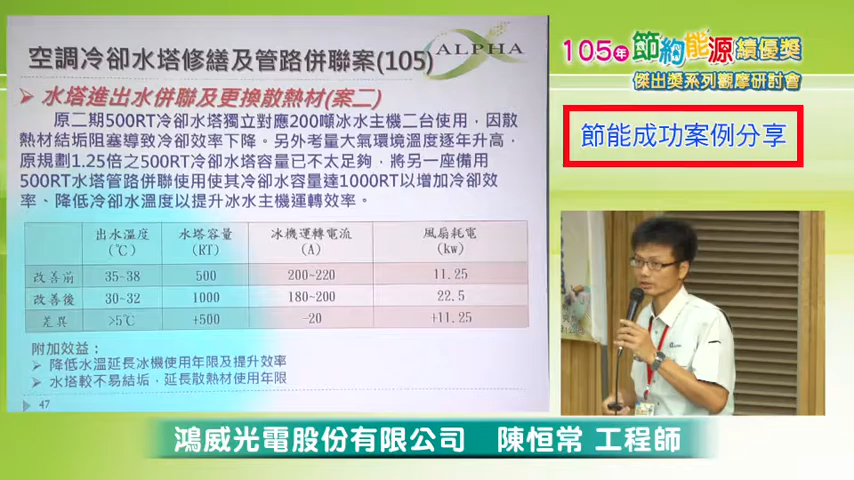 空調冷卻水塔修繕及管路併聯案(105)
ALPHA
水塔進出水併聯及更換散熱材(案二)
原二期500RT冷卻水塔獨立對應200噸冰水主機二台使用，因散
熱材結垢阻塞導致冷卻效率下降。另外考量大氣環境溫度逐年升高，
原規劃1.25倍之500RT冷卻水塔容量已不太足夠，將另一座備用
500RT水塔管路併聯使用使其冷卻水容量達1000RT以增加冷卻效
率、降低冷卻水溫度以提升冰水主機運轉效率。
出水溫度 水塔容量 冰機運轉電流 風扇耗電
(℃) (RT) (A) (kw)
改善前 35-38 500 200~220 11.25
改善後 30-32 1000 180~200 22.5
差異 >5℃ +500 -20 +11.25
附加效益：
降低水溫延長冰機使用年限及提升效率
水塔較不易結垢，延長散熱材使用年限
47
105年節約能源績優獎
傑出獎系列觀摩研討會
節能成功案例分享
鴻威光電股份有限公司 陳恒常 工程師